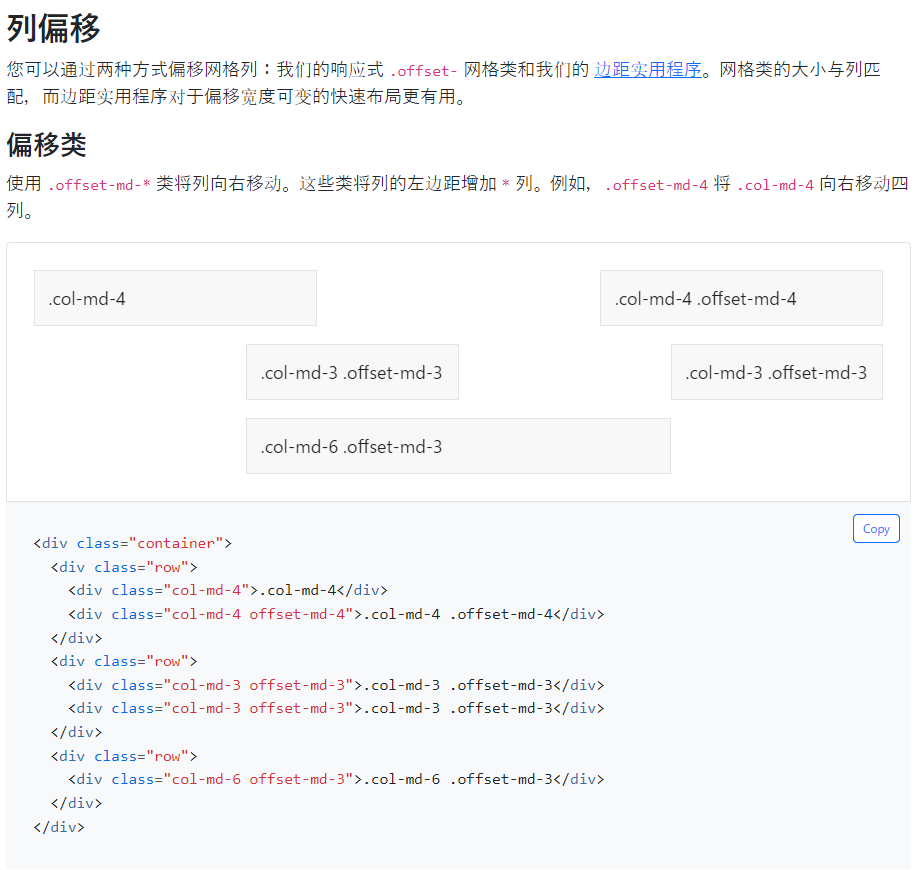 列偏移
您可以通过两种方式偏移网格列：我们的响应式 .offset- 网格类和我们的 边距实用程序。网格类的大小与列匹
配，而边距实用程序对于偏移宽度可变的快速布局更有用。
偏移类
使用 .offset-md-* 类将列向右移动。这些类将列的左边距增加 * 列。例如，.offset-md-4 将 .col-md-4 向右移动四
列。
.col-md-4 .col-md-4 .offset-md-4
.col-md-3 .offset-md-3 .col-md-3 .offset-md-3
.col-md-6 .offset-md-3
Copy
<div class="container">
  <div class="row">
    <div class="col-md-4">.col-md-4</div>
    <div class="col-md-4 offset-md-4">.col-md-4 .offset-md-4</div>
  </div>
  <div class="row">
    <div class="col-md-3 offset-md-3">.col-md-3 .offset-md-3</div>
    <div class="col-md-3 offset-md-3">.col-md-3 .offset-md-3</div>
  </div>
  <div class="row">
    <div class="col-md-6 offset-md-3">.col-md-6 .offset-md-3</div>
  </div>
</div>